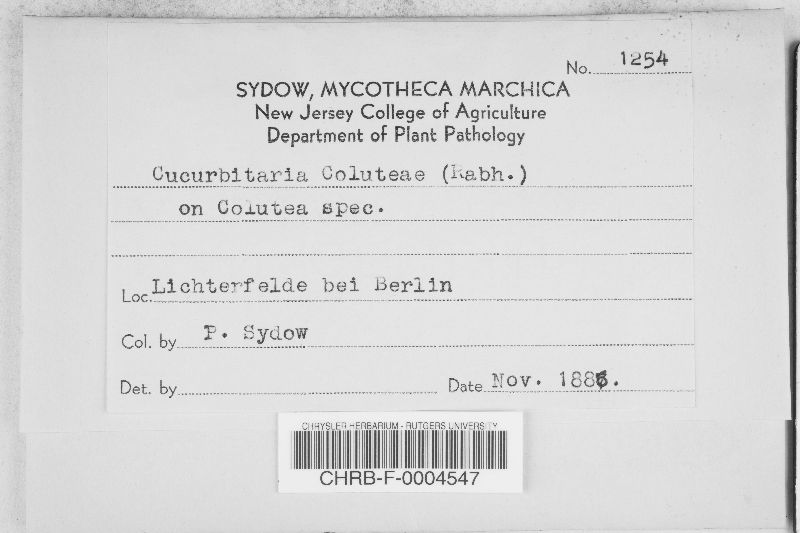 No. 1254
SYDOW, MYCOTHECA MARCHICA
New Jersey College of Agriculture
Department of Plant Pathology
Cucurbitaria Coluteae (Rabh.)
on Colutea spec.
Loc. Lichterfelde bei Berlin
Col. by P. Sydow
Det. by
Date Nov.
CHRYSLER HERBARIUM - RUTGERS UNIVERSITY
CHRB-F-0004547